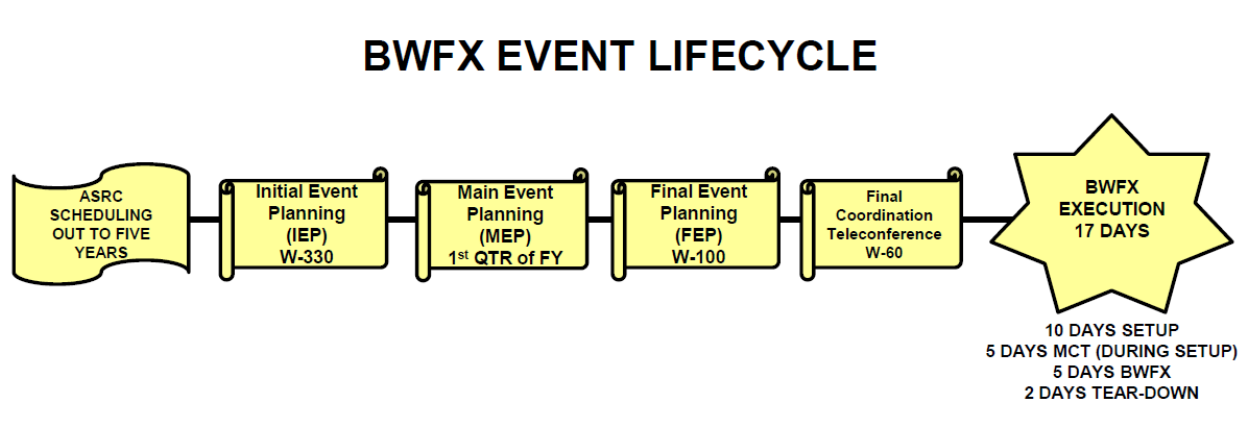 BWFX EVENT LIFECYCLE
ASRC
SCHEDULING
OUT TO FIVE
YEARS
Initial Event
Planning
(IEP)
W-330
Main Event
Planning
(MEP)
1st QTR of FY
Final Event
Planning
(FEP)
W-100
Final
Coordination
Teleconference
W-60
BWFX
EXECUTION
17 DAYS
10 DAYS SETUP
5 DAYS MCT (DURING SETUP)
5 DAYS BWFX
2 DAYS TEAR-DOWN